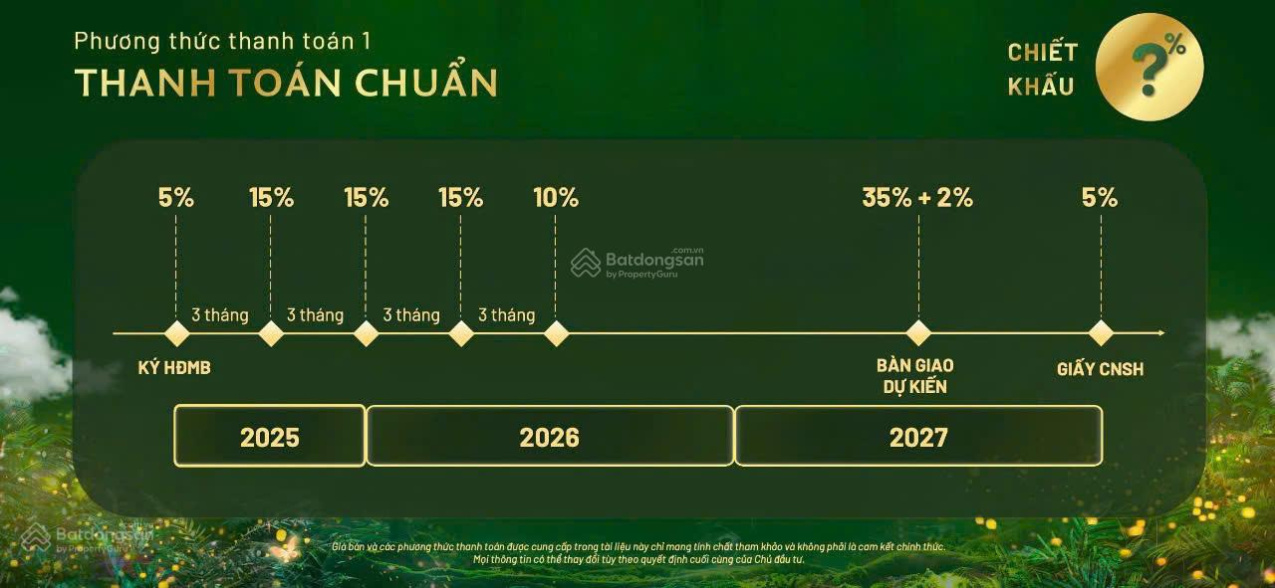 Phương thức thanh toán 1
THANH TOÁN CHUẨN
CHIẾT
KHẤU
?%
5% 15% 15% 15% 10% 35% + 2% 5%
Batdongsan.com.vn
by PropertyGuru
3 tháng 3 tháng 3 tháng 3 tháng
KÝ HĐMB
BÀN GIAO
DỰ KIẾN
GIẤY CNSH
2025 2026 2027
Batdongsan
by PropertyGuru
Giá bán và các phương thức thanh toán được cung cấp trong tài liệu này chỉ mang tính chất tham khảo và không phải là cam kết chính thức.
Mọi thông tin có thể thay đổi tùy theo quyết định cuối cùng của Chủ đầu tư.